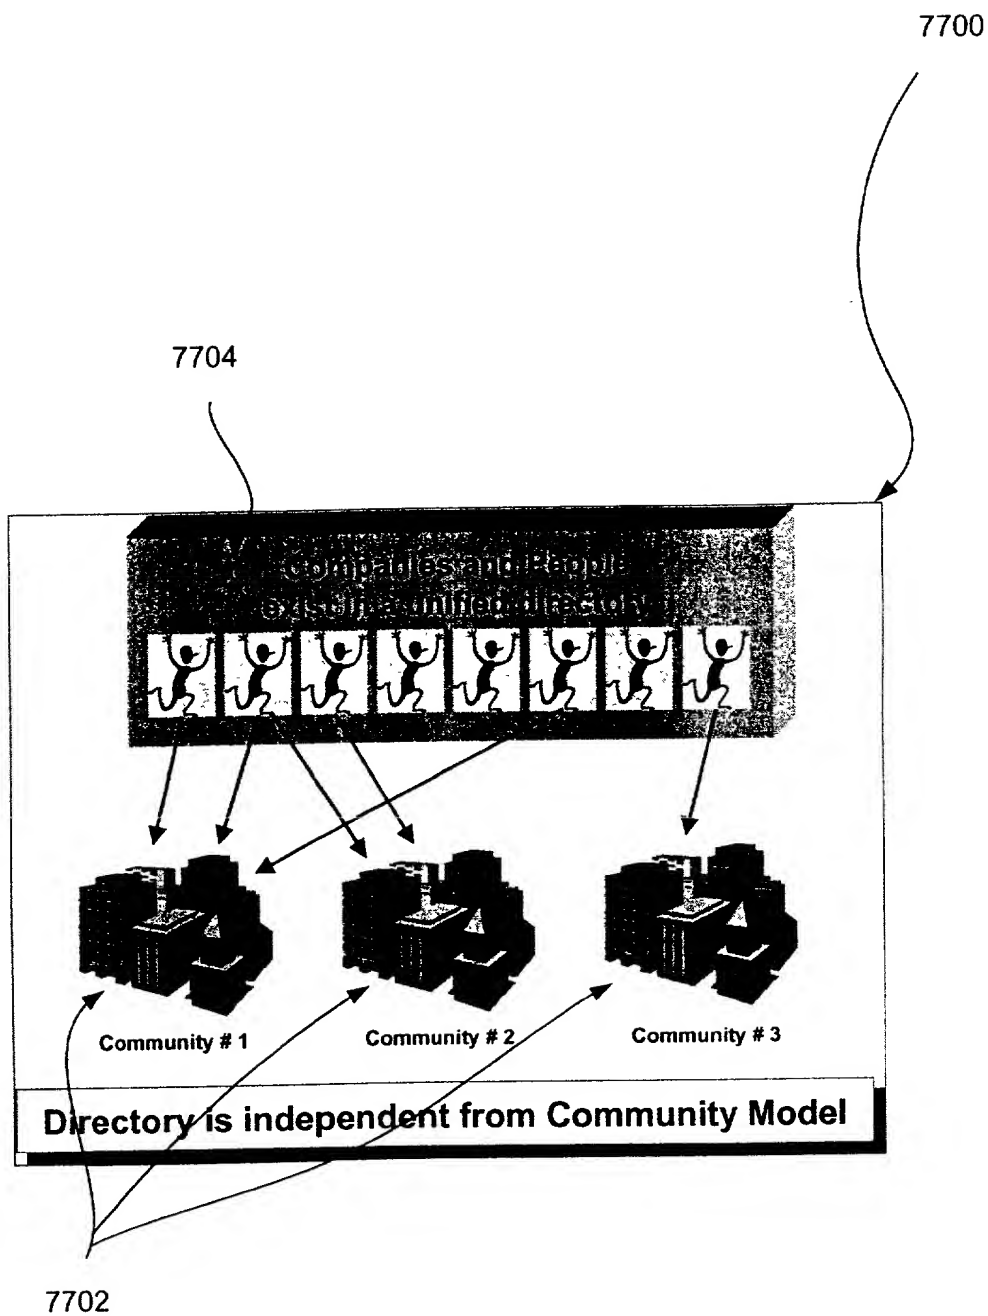 7700
7704
Companies and People
exist in a unified directory
Community # 1
Community # 2
Community # 3
Directory is independent from Community Model
7702